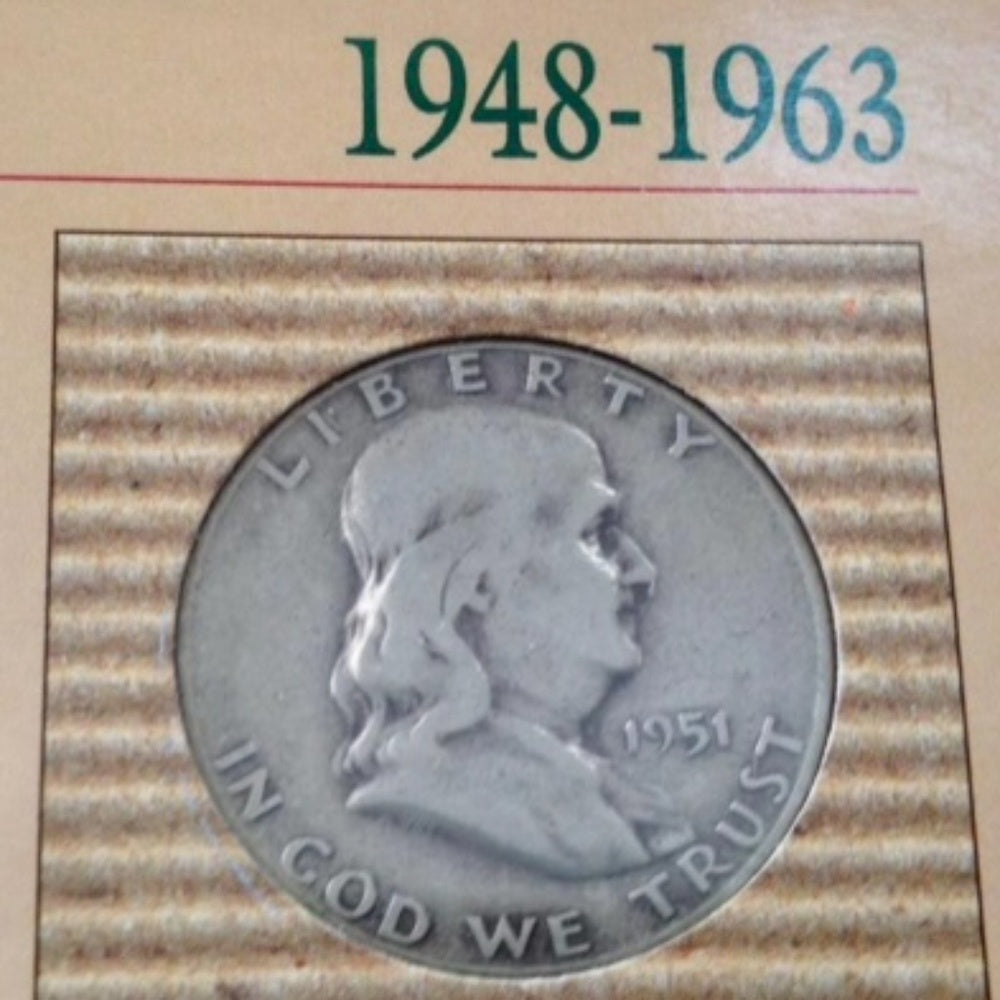 1948-1963
LIBERTY
1951
IN GOD WE TRUST